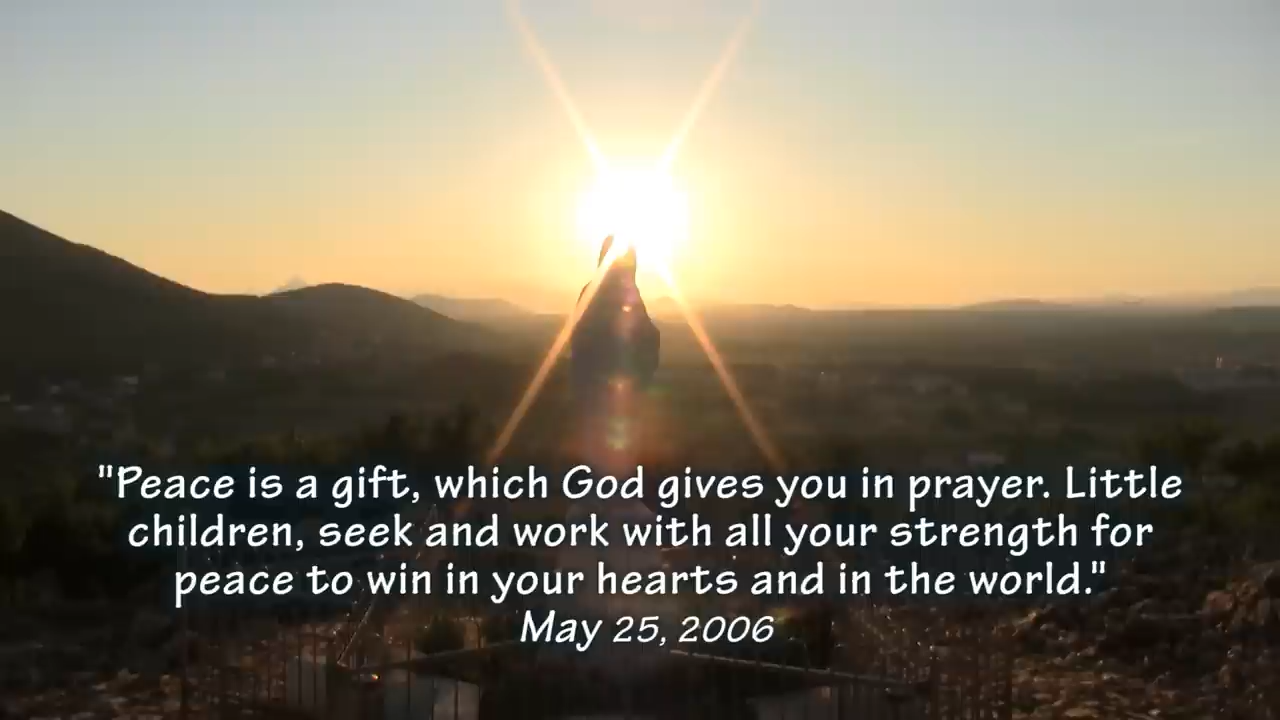 "Peace is a gift, which God gives you in prayer. Little
children, seek and work with all your strength for
peace to win in your hearts and in the world."
May 25, 2006